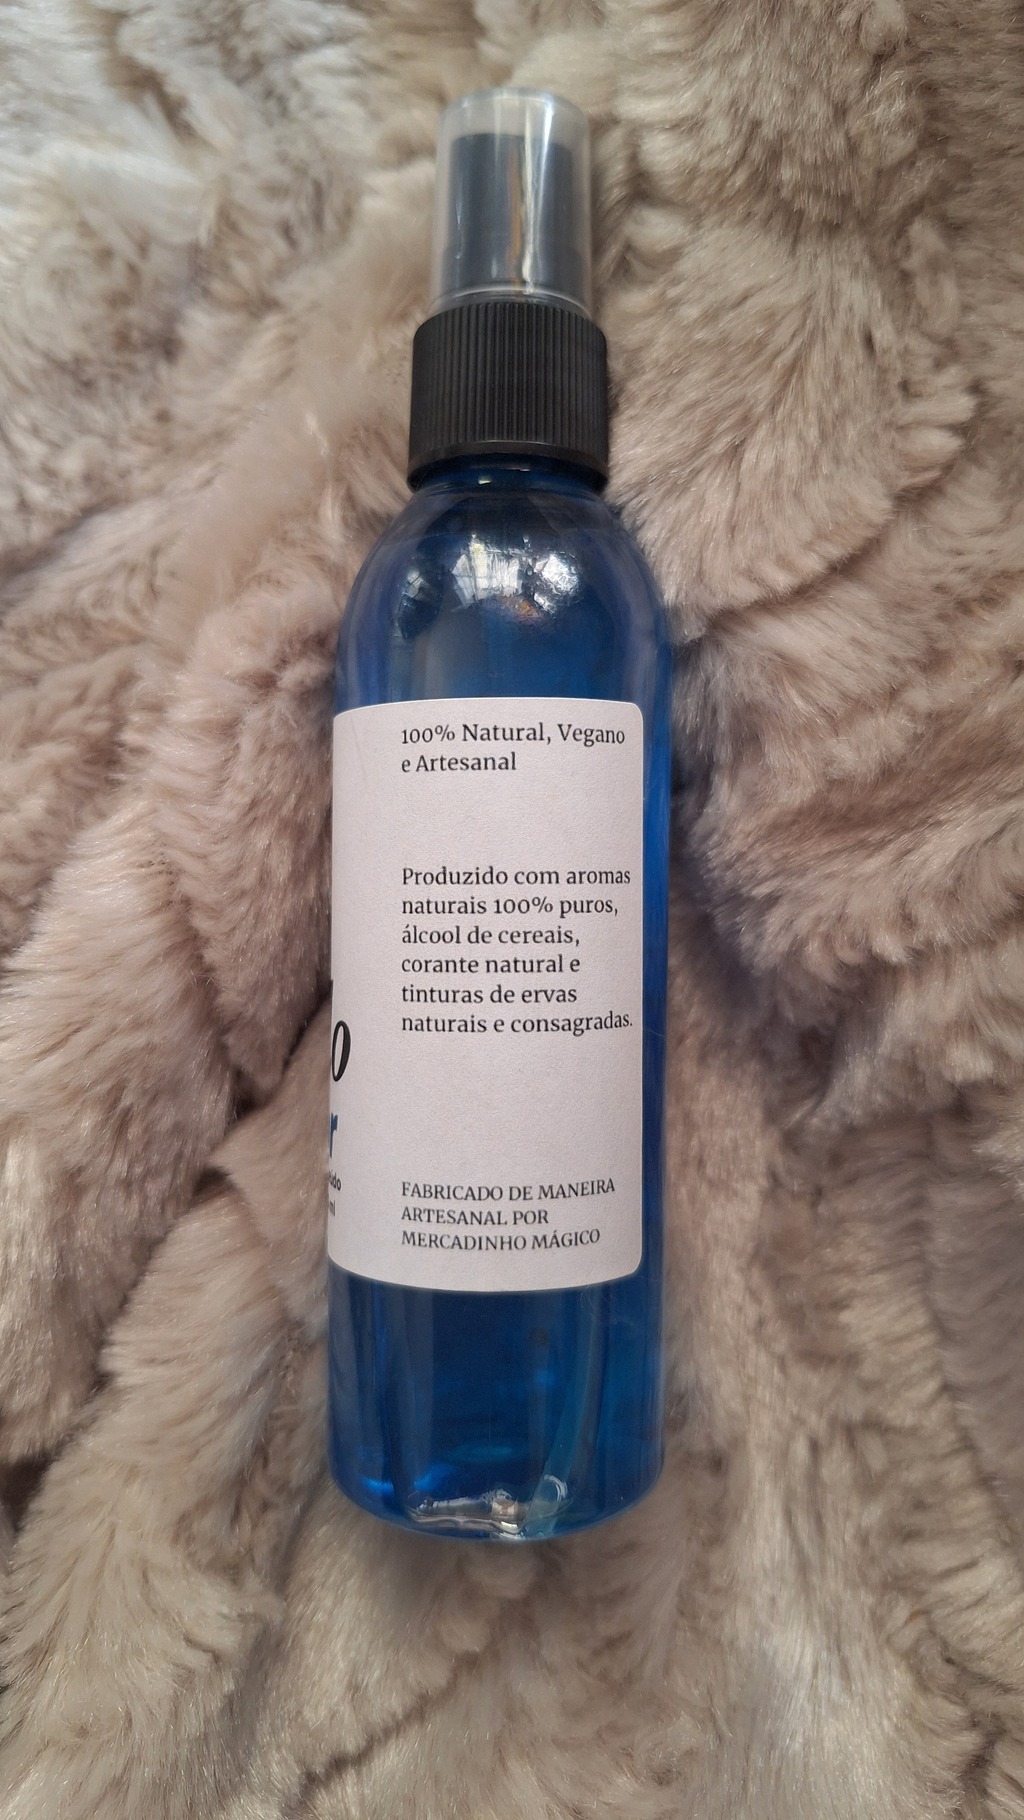 100% Natural, Vegano
e Artesanal
Produzido com aromas
naturais 100% puros,
álcool de cereais,
corante natural e
tinturas de ervas
naturais e consagradas.
FABRICADO DE MANEIRA
ARTESANAL POR
MERCADINHO MÁGICO